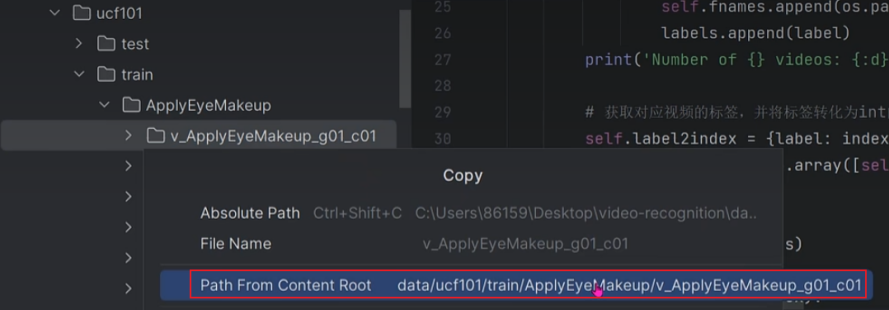 ucf101
test
train
ApplyEyeMakeup
v_ApplyEyeMakeup_g01_c01
25 self.fnames.append(os.pa
26 labels.append(label)
27 print('Number of {} videos: {:d}
28
29 # 获取对应视频的标签，并将标签转化为int
30 self.label2index = {label: index
.array([sel
s)
Copy
Absolute Path Ctrl+Shift+C C:\Users\86159\Desktop\video-recognition\da..
File Name v_ApplyEyeMakeup_g01_c01
Path From Content Root data/ucf101/train/ApplyEyeMakeup/v_ApplyEyeMakeup_g01_c01